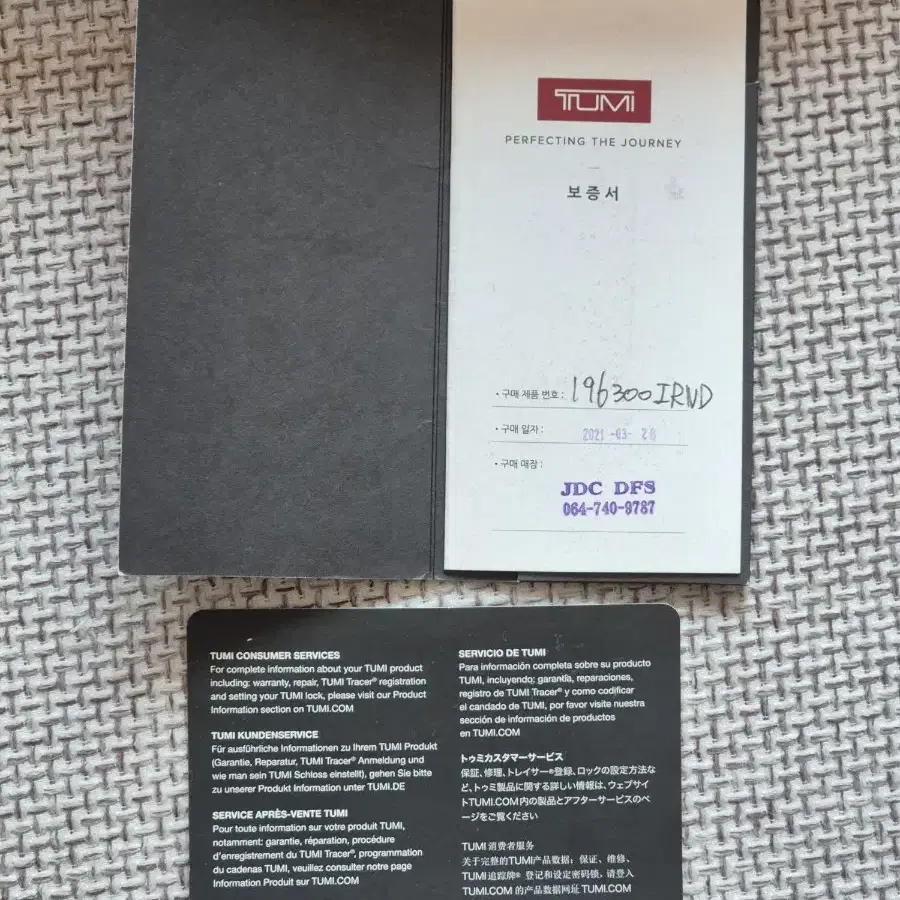 TUMI
PERFECTING THE JOURNEY
보증서
• 구매 제품 번호 : 196300IRND
• 구매 일자 : 2021 -03- 28
• 구매 매장 :
JDC DFS
064-740-9787
TUMI CONSUMER SERVICES
For complete information about your TUMI product
including: warranty, repair, TUMI Tracer® registration
and setting your TUMI lock, please visit our Product
Information section on TUMI.COM
TUMI KUNDENSERVICE
Für ausführliche Informationen zu Ihrem TUMI Produkt
(Garantie, Reparatur, TUMI Tracer® Anmeldung und
wie man sein TUMI Schloss einstellt), gehen Sie bitte
zu unserer Produkt Information unter TUMI.DE
SERVICE APRÈS-VENTE TUMI
Pour toute information sur votre produit TUMI,
notamment: garantie, réparation, procédure
d'enregistrement du TUMI Tracer®, programmation
du cadenas TUMI, veuillez consulter notre page
Information Produit sur TUMI.COM
SERVICIO DE TUMI
Para información completa sobre su producto
TUMI, incluyendo: garantía, reparaciones,
registro de TUMI Tracer® y como codificar
el candado de TUMI, por favor visite nuestra
sección de información de productos
en TUMI.COM
トゥミカスタマーサービス
保証、修理、トレイサー®登録、ロックの設定方法な
ど、トゥミ製品に関する詳しい情報は、ウェブサイ
トTUMI.COM内の製品とアフターサービスのペ
ージをご覧ください
TUMI 消费者服务
关于完整的TUMI产品数据：保证、维修、
TUMI 追踪牌® 登记和设定密码锁，请登入
TUMI.COM 的产品数据网址 TUMI.COM